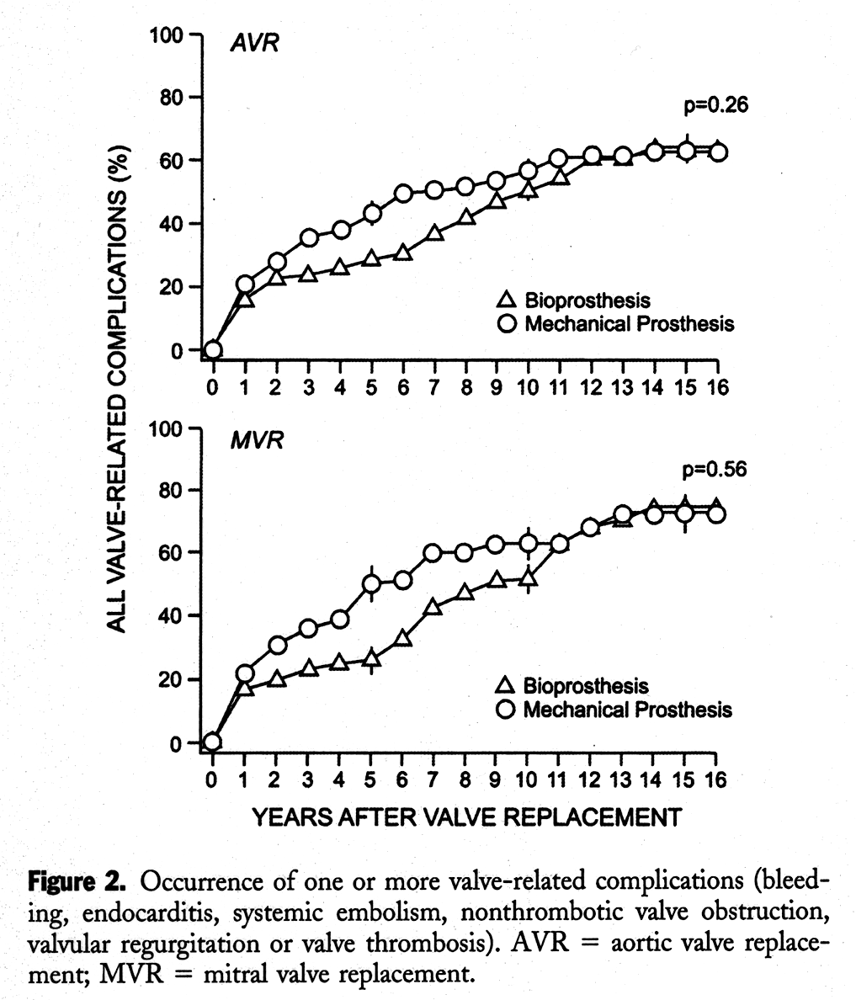 AVR
p=0.26
100
80
60
40
20
0
Bioprosthesis
Mechanical Prosthesis
0 1 2 3 4 5 6 7 8 9 10 11 12 13 14 15 16
ALL VALVE-RELATED COMPLICATIONS (%)
MVR
p=0.56
100
80
60
40
20
0
Bioprosthesis
Mechanical Prosthesis
0 1 2 3 4 5 6 7 8 9 10 11 12 13 14 15 16
YEARS AFTER VALVE REPLACEMENT
Figure 2. Occurrence of one or more valve-related complications (bleed-
ing, endocarditis, systemic embolism, nonthrombotic valve obstruction,
valvular regurgitation or valve thrombosis). AVR = aortic valve replace-
ment; MVR = mitral valve replacement.